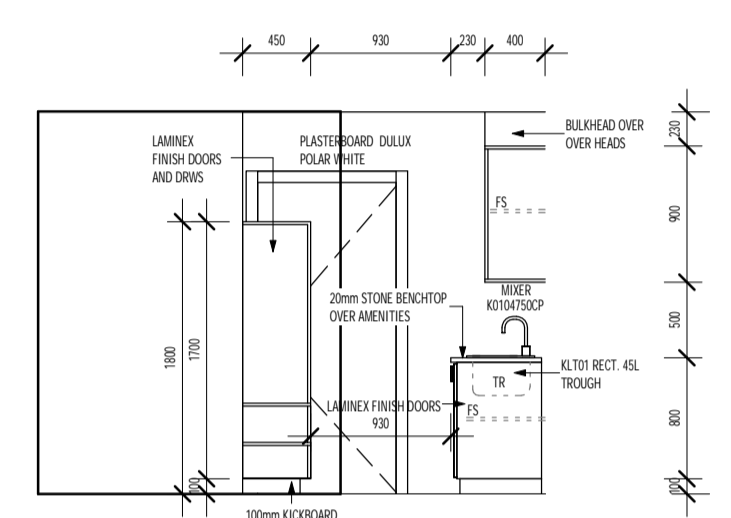 450
930
230
400
LAMINEX
FINISH DOORS
AND DRWS
PLASTERBOARD DULUX
POLAR WHITE
BULKHEAD OVER
OVER HEADS
230
FS
900
MIXER
K0104750CP
20mm STONE BENCHTOP
OVER AMENITIES
500
1800
1700
KLT01 RECT. 45L
TROUGH
TR
LAMINEX FINISH DOORS
FS
930
800
100
100
100mm KICKBOARD